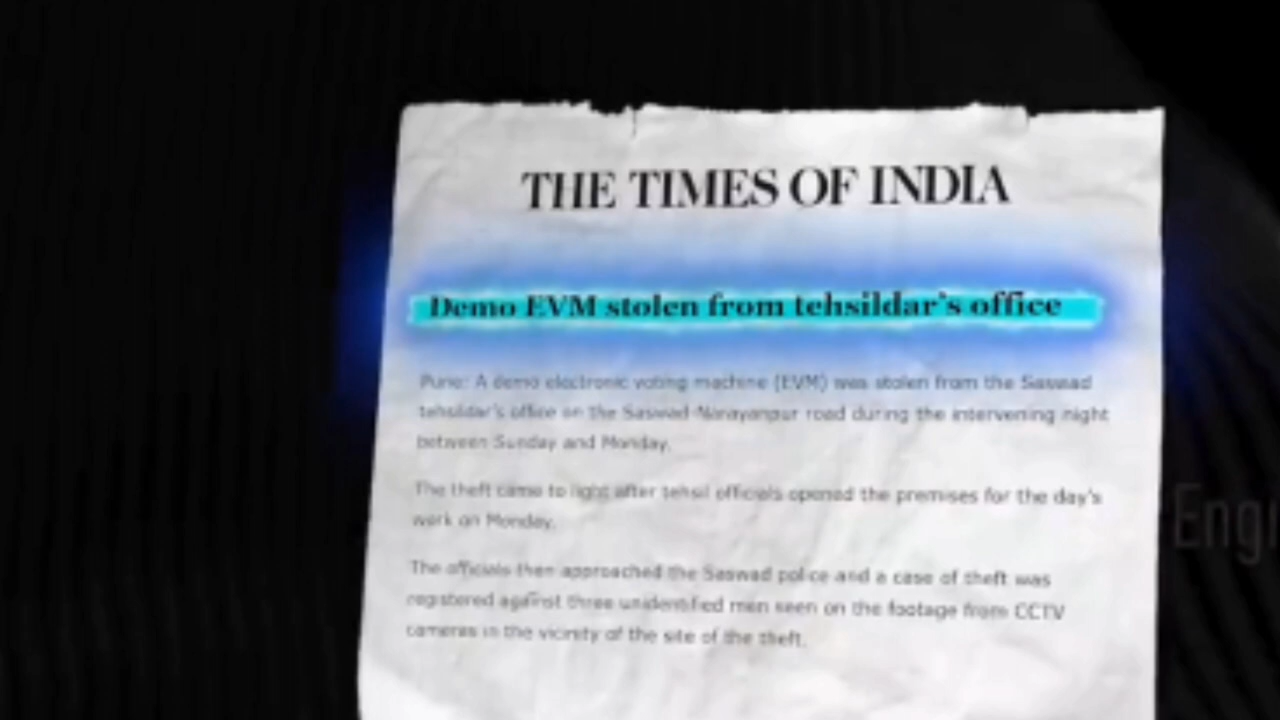 THE TIMES OF INDIA
Demo EVM stolen from tehsildar's office
Pune: A demo electronic voting machine (EVM) was stolen from the Saswad
tehsildar's office on the Saswad-Narayanpur road during the intervening night
between Sunday and Monday.
The theft came to light after tehsil officials opened the premises for the day's
work on Monday.
The officials then approached the Saswad police and a case of theft was
registered against three unidentified men seen on the footage from CCTV
cameras in the vicinity of the site of the theft.
Engi